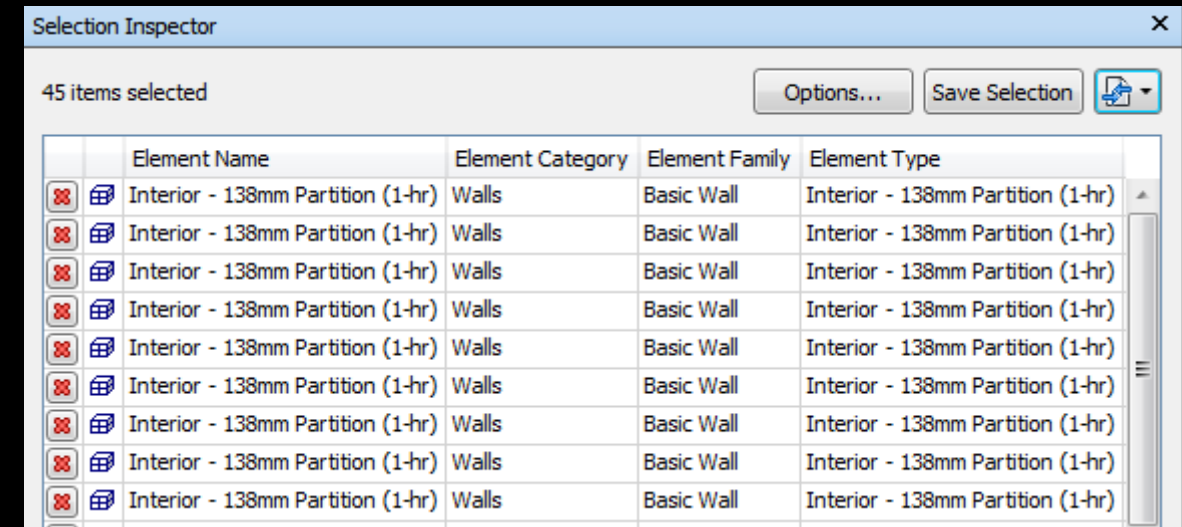 Selection Inspector
45 items selected Options... Save Selection
Element Name Element Category Element Family Element Type
Interior - 138mm Partition (1-hr) Walls Basic Wall Interior - 138mm Partition (1-hr)
Interior - 138mm Partition (1-hr) Walls Basic Wall Interior - 138mm Partition (1-hr)
Interior - 138mm Partition (1-hr) Walls Basic Wall Interior - 138mm Partition (1-hr)
Interior - 138mm Partition (1-hr) Walls Basic Wall Interior - 138mm Partition (1-hr)
Interior - 138mm Partition (1-hr) Walls Basic Wall Interior - 138mm Partition (1-hr)
Interior - 138mm Partition (1-hr) Walls Basic Wall Interior - 138mm Partition (1-hr)
Interior - 138mm Partition (1-hr) Walls Basic Wall Interior - 138mm Partition (1-hr)
Interior - 138mm Partition (1-hr) Walls Basic Wall Interior - 138mm Partition (1-hr)
Interior - 138mm Partition (1-hr) Walls Basic Wall Interior - 138mm Partition (1-hr)